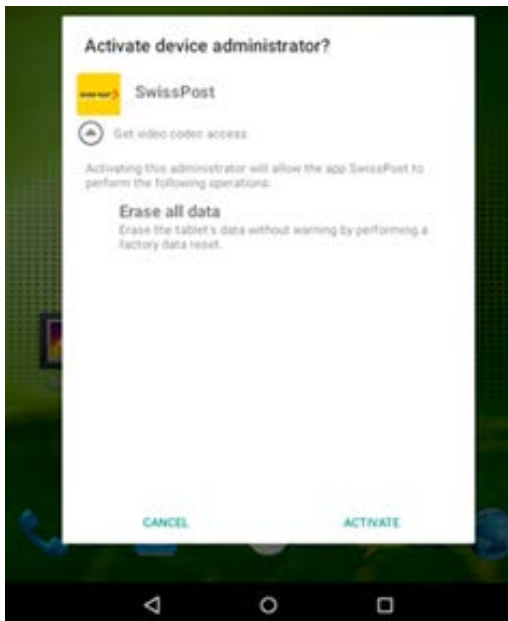 Activate device administrator?
SwissPost
Get video codec access
Activating this administrator will allow the app SwissPost to
perform the following operations:
Erase all data
Erase the tablet's data without warning by performing a
factory data reset.
CANCEL
ACTIVATE